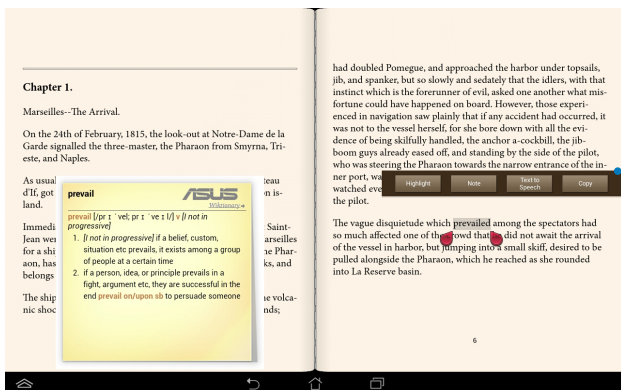 Chapter 1.
Marseilles--The Arrival.
On the 24th of February, 1815, the look-out at Notre-Dame de la
Garde signalled the three-master, the Pharaon from Smyrna, Tri-
este, and Naples.
As usual
teau
d'If, got
n is-
land.
Immedi
Saint-
Jean wer
arseilles
for a shi
e Phar-
aon, has
ks, and
belongs
The ship
e volca-
nic shoc
nds;
prevail
ASUS
Wiktionary
prevail [/pr ɪ ˈ vel; pr ɪ ˈ ve ɪ l/] v [I not in
progressive]
1. [I not in progressive] if a belief, custom,
situation etc prevails, it exists among a group
of people at a certain time
2. if a person, idea, or principle prevails in a
fight, argument etc, they are successful in the
end prevail on/upon sb to persuade someone
had doubled Pomegue, and approached the harbor under topsails,
jib, and spanker, but so slowly and sedately that the idlers, with that
instinct which is the forerunner of evil, asked one another what mis-
fortune could have happened on board. However, those experi-
enced in navigation saw plainly that if any accident had occurred, it
was not to the vessel herself, for she bore down with all the evi-
dence of being skilfully handled, the anchor a-cockbill, the jib-
boom guys already eased off, and standing by the side of the pilot,
who was steering the Pharaon towards the narrow entrance of the in-
ner port, wa
watched eve
the pilot.
Highlight
Note
Text to
Speech
Copy
The vague disquietude which prevailed among the spectators had
so much affected one of the crowd that he did not await the arrival
of the vessel in harbor, but jumping into a small skiff, desired to be
pulled alongside the Pharaon, which he reached as she rounded
into La Reserve basin.
6